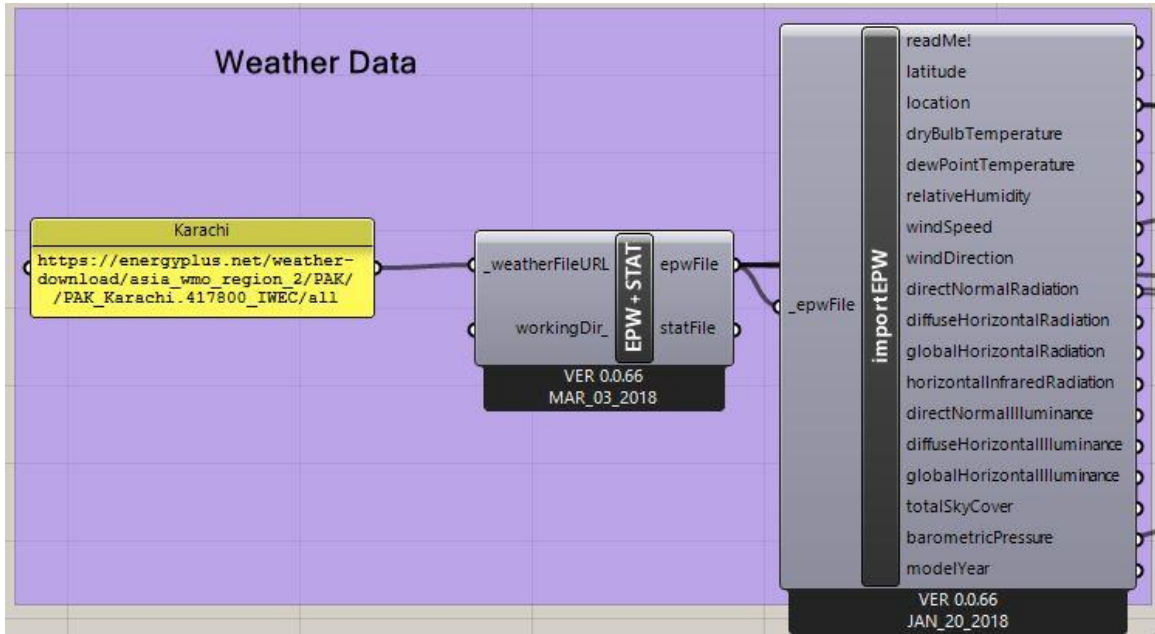 Weather Data
Karachi
https://energyplus.net/weather-
download/asia_wmo_region_2/PAK/
/PAK_Karachi.417800_IWEC/all
_weatherFileURL
workingDir_
EPW + STAT
epwFile
statFile
VER 0.0.66
MAR_03_2018
_epwFile
importEPW
readMe!
latitude
location
dryBulbTemperature
dewPointTemperature
relativeHumidity
windSpeed
windDirection
directNormalRadiation
diffuseHorizontalRadiation
globalHorizontalRadiation
horizontalInfraredRadiation
directNormalIlluminance
diffuseHorizontalIlluminance
globalHorizontalIlluminance
totalSkyCover
barometricPressure
modelYear
VER 0.0.66
JAN_20_2018